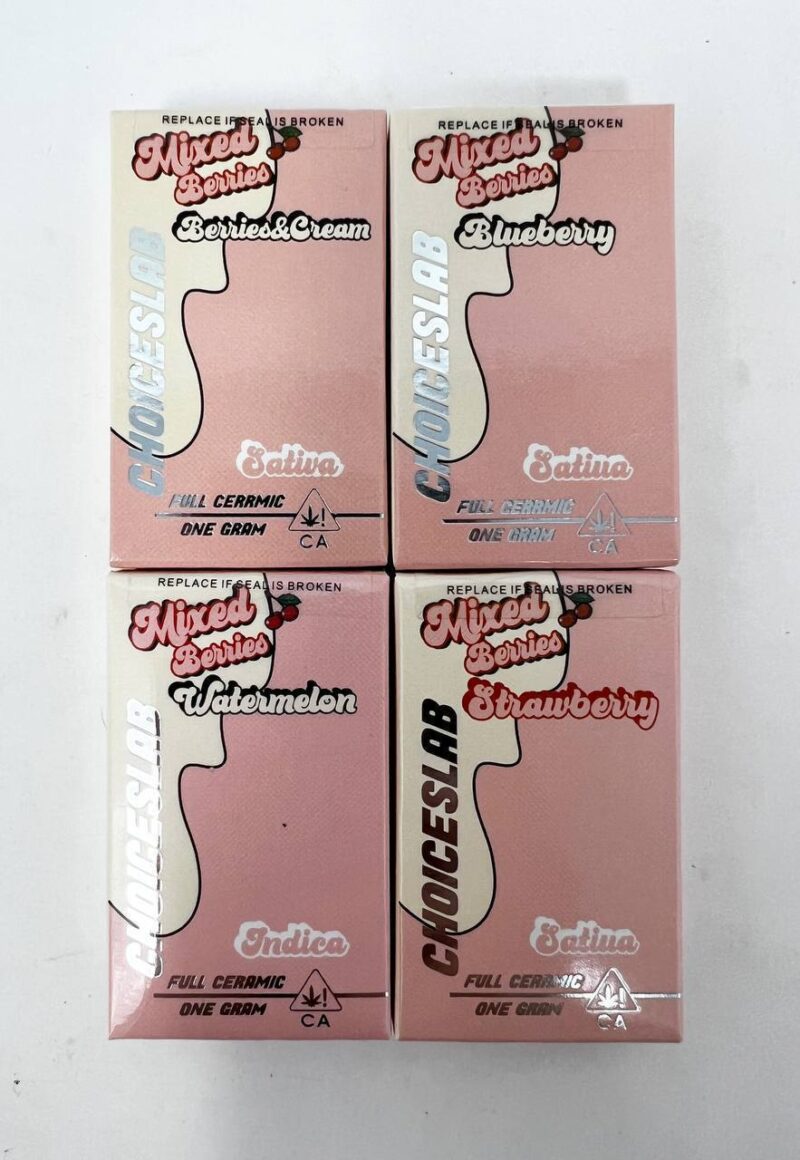 REPLACE IF SEAL IS BROKEN
Mixed
Berries
Berries&Cream
CHOICESLAB
Sativa
FULL CERRMIC
ONE GRAM
CA
REPLACE IF SEAL IS BROKEN
Mixed
Berries
Blueberry
CHOICESLAB
Sativa
FULL CERAMIC
ONE GRAM
CA
REPLACE IF SEAL IS BROKEN
Mixed
Berries
Watermelon
CHOICESLAB
Indica
FULL CERAMIC
ONE GRAM
CA
REPLACE IF SEAL IS BROKEN
Mixed
Berries
Strawberry
CHOICESLAB
Sativa
FULL CERAMIC
ONE GRAM
CA